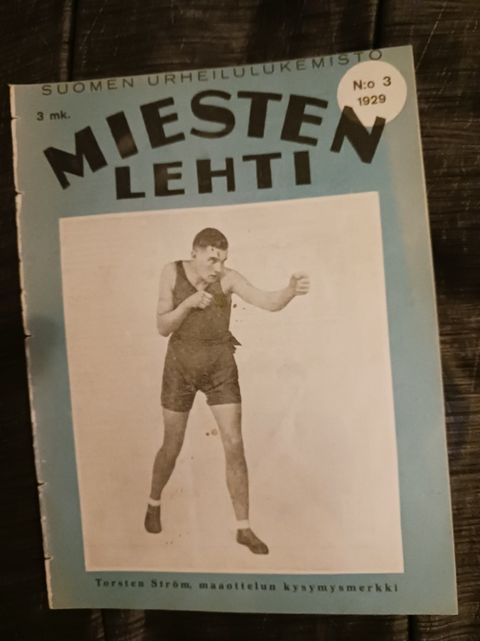 SUOMEN URHEILULUKEMISTO
3 mk.
N:o 3
1929
MIESTEN
LEHTI
Torsten Ström, maaottelun kysymysmerkki